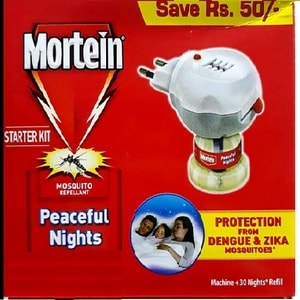 Save Rs. 50/-
Mortein
STARTER KIT
Mortein
MOSQUITO
REPELLANT
Peaceful
Nights
PROTECTION
FROM
DENGUE & ZIKA
MOSQUITOES*
Machine + 30 Nights* Refill